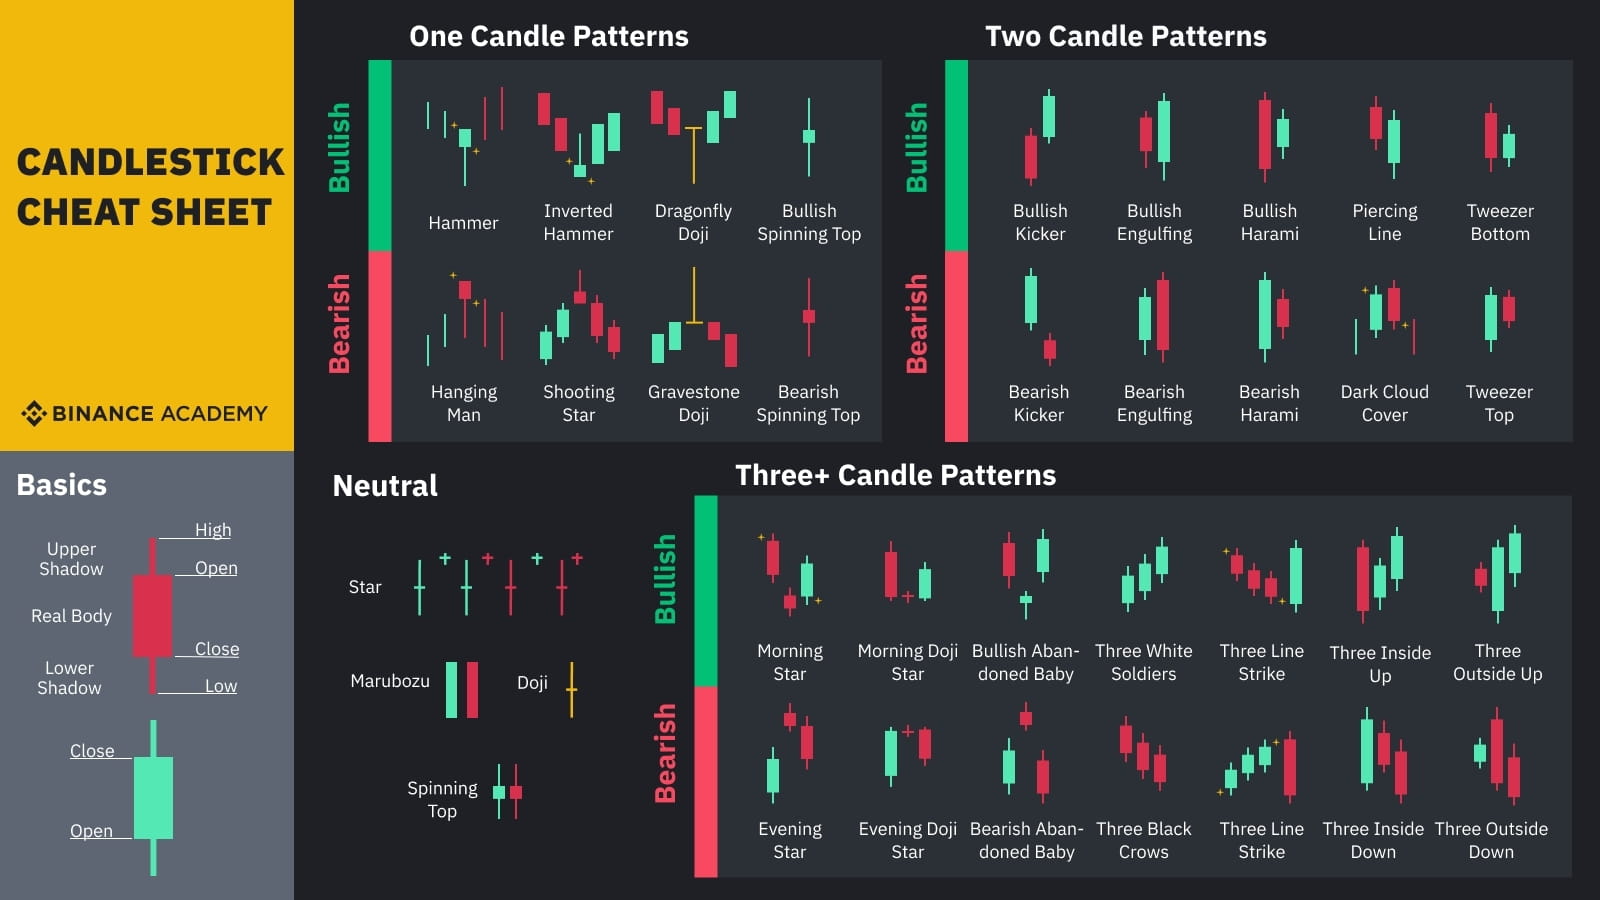 CANDLESTICK
CHEAT SHEET
BINANCE ACADEMY
Basics
High
Upper
Shadow
Open
Real Body
Close
Lower
Shadow
Low
Close
Open
One Candle Patterns
Bullish
Hammer
Inverted
Hammer
Dragonfly
Doji
Bullish
Spinning Top
Bearish
Hanging
Man
Shooting
Star
Gravestone
Doji
Bearish
Spinning Top
Two Candle Patterns
Bullish
Bullish
Kicker
Bullish
Engulfing
Bullish
Harami
Piercing
Line
Tweezer
Bottom
Bearish
Bearish
Kicker
Bearish
Engulfing
Bearish
Harami
Dark Cloud
Cover
Tweezer
Top
Neutral
Star
Marubozu
Doji
Spinning
Top
Three+ Candle Patterns
Bullish
Morning
Star
Morning Doji
Star
Bullish Aban-
doned Baby
Three White
Soldiers
Three Line
Strike
Three Inside
Up
Three
Outside Up
Bearish
Evening
Star
Evening Doji
Star
Bearish Aban-
doned Baby
Three Black
Crows
Three Line
Strike
Three Inside
Down
Three Outside
Down